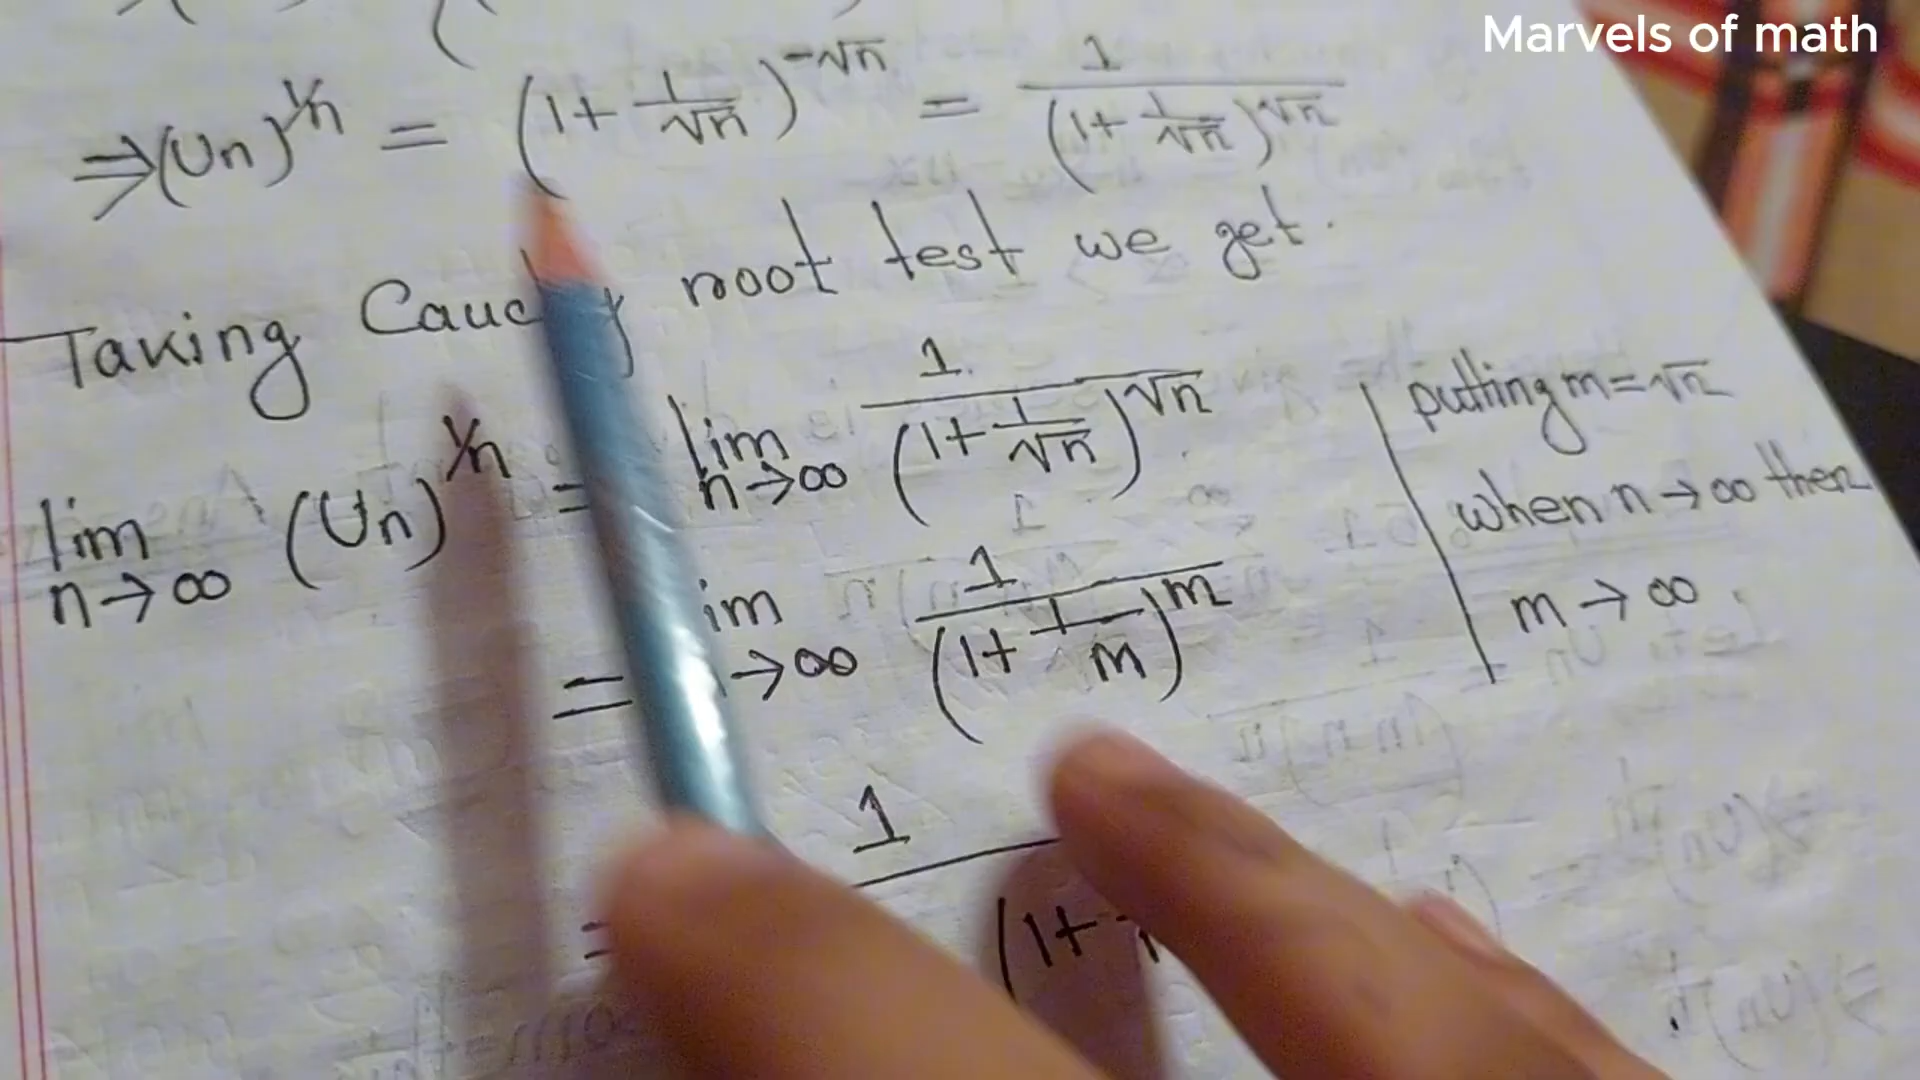 Marvels of math
⇒(Un)^1/n = (1+ 1/√n)^-√n = 1/(1+ 1/√n)^√n
Taking Cauchy root test we get.
lim n→∞ (Un)^1/n = lim n→∞ 1/(1+ 1/√n)^√n
= im →∞ 1/(1+ 1/m)^m
putting m=√n
when n→∞ then
m→∞.
1
(1+